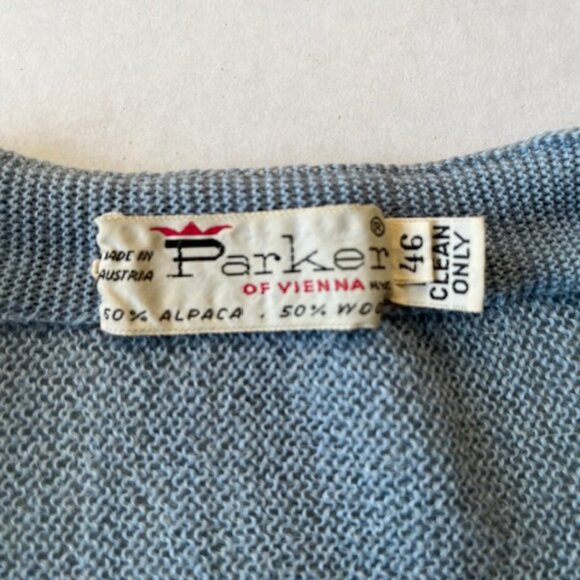 MADE IN
AUSTRIA
Parker®
OF VIENNA
50% ALPACA . 50% WOO
46
CLEAN
ONLY